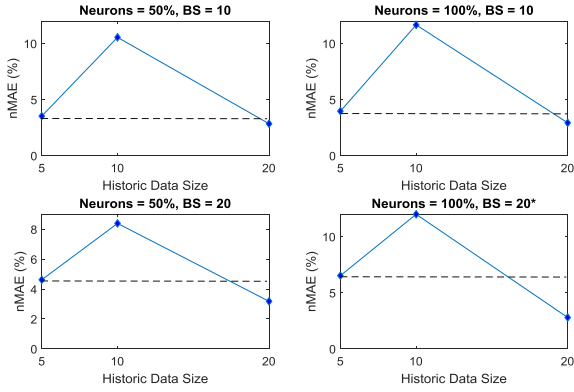 Neurons = 50%, BS = 10
10
5
0
nMAE (%)
5
10
20
Historic Data Size
Neurons = 100%, BS = 10
10
5
0
nMAE (%)
5
10
20
Historic Data Size
Neurons = 50%, BS = 20
8
6
4
2
0
nMAE (%)
5
10
20
Historic Data Size
Neurons = 100%, BS = 20*
10
5
0
nMAE (%)
5
10
20
Historic Data Size